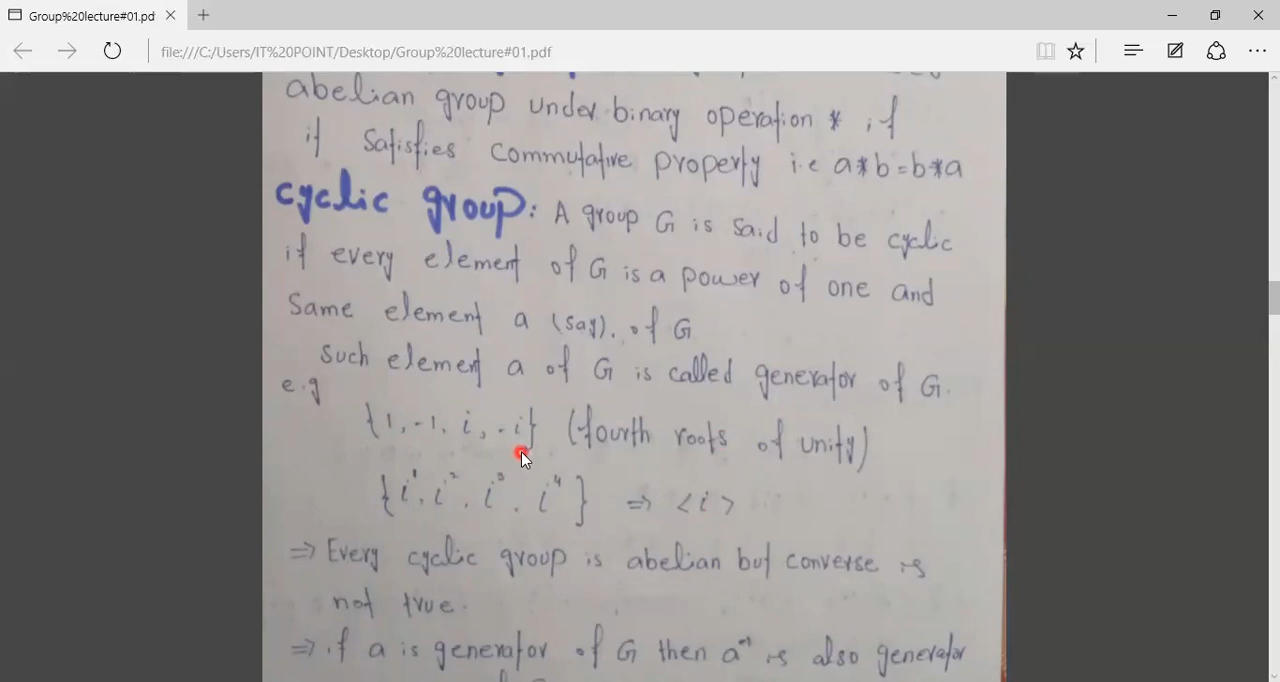 Group%20lecture#01.pd
file:///C:/Users/IT%20POINT/Desktop/Group%20lecture#01.pdf
abelian group under binary operation * if
it satisfies commutative property i.e a*b=b*a
cyclic group: A group G is said to be cyclic
if every element of G is a power of one and
Same element a (say). of G
Such element a of G is called generator of G.
e.g
{1, -1, i, -i} (fourth roots of unity)
{i¹, i², i³, i⁴} ⇒ <i>
⇒ Every cyclic group is abelian but converse is
not true.
⇒ if a is generator of G then a⁻¹ is also generator